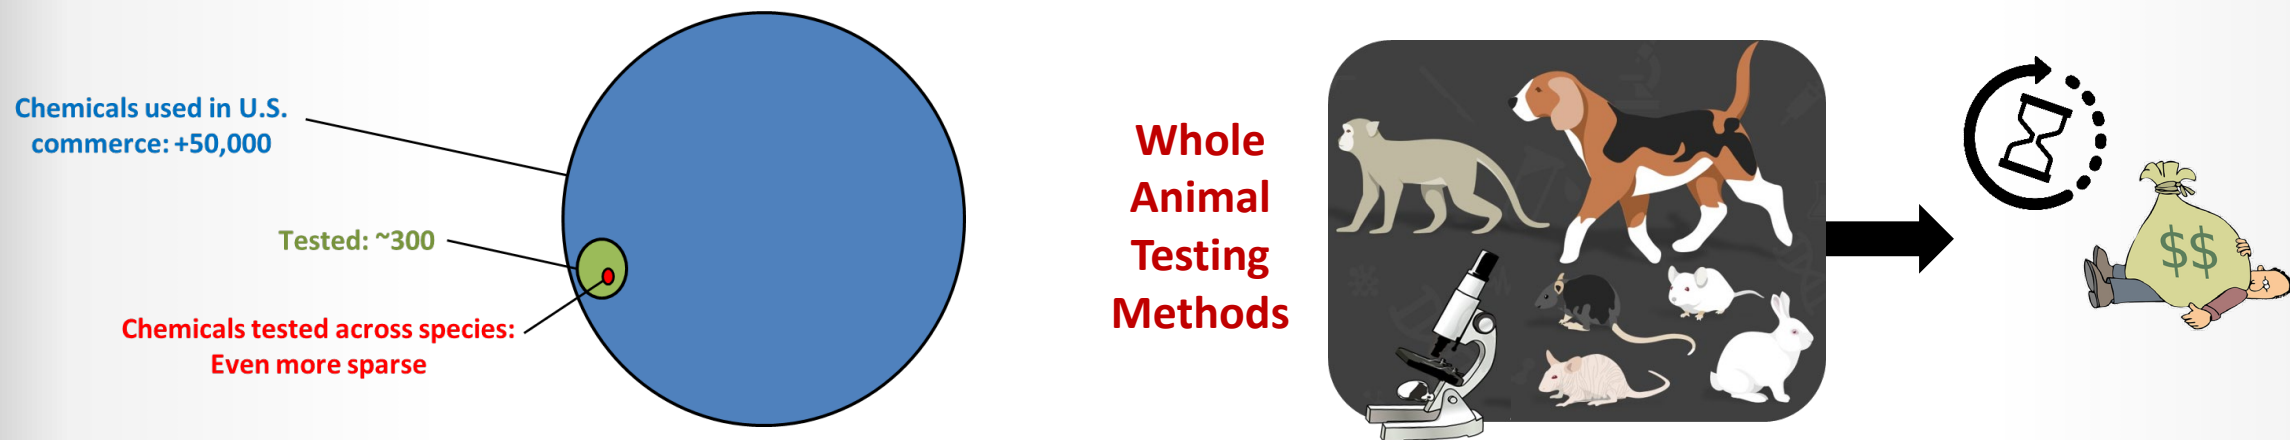 Chemicals used in U.S.
commerce: +50,000
Tested: ~300
Chemicals tested across species:
Even more sparse
Whole
Animal
Testing
Methods
$$